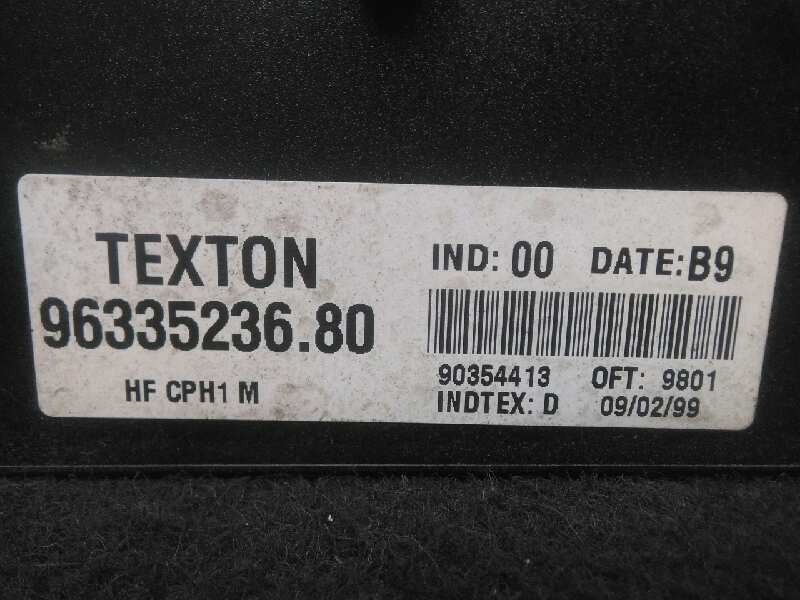 TEXTON
96335236.80
HF CPH1 M
IND: 00 DATE: B9
90354413 OFT: 9801
INDTEX: D 09/02/99